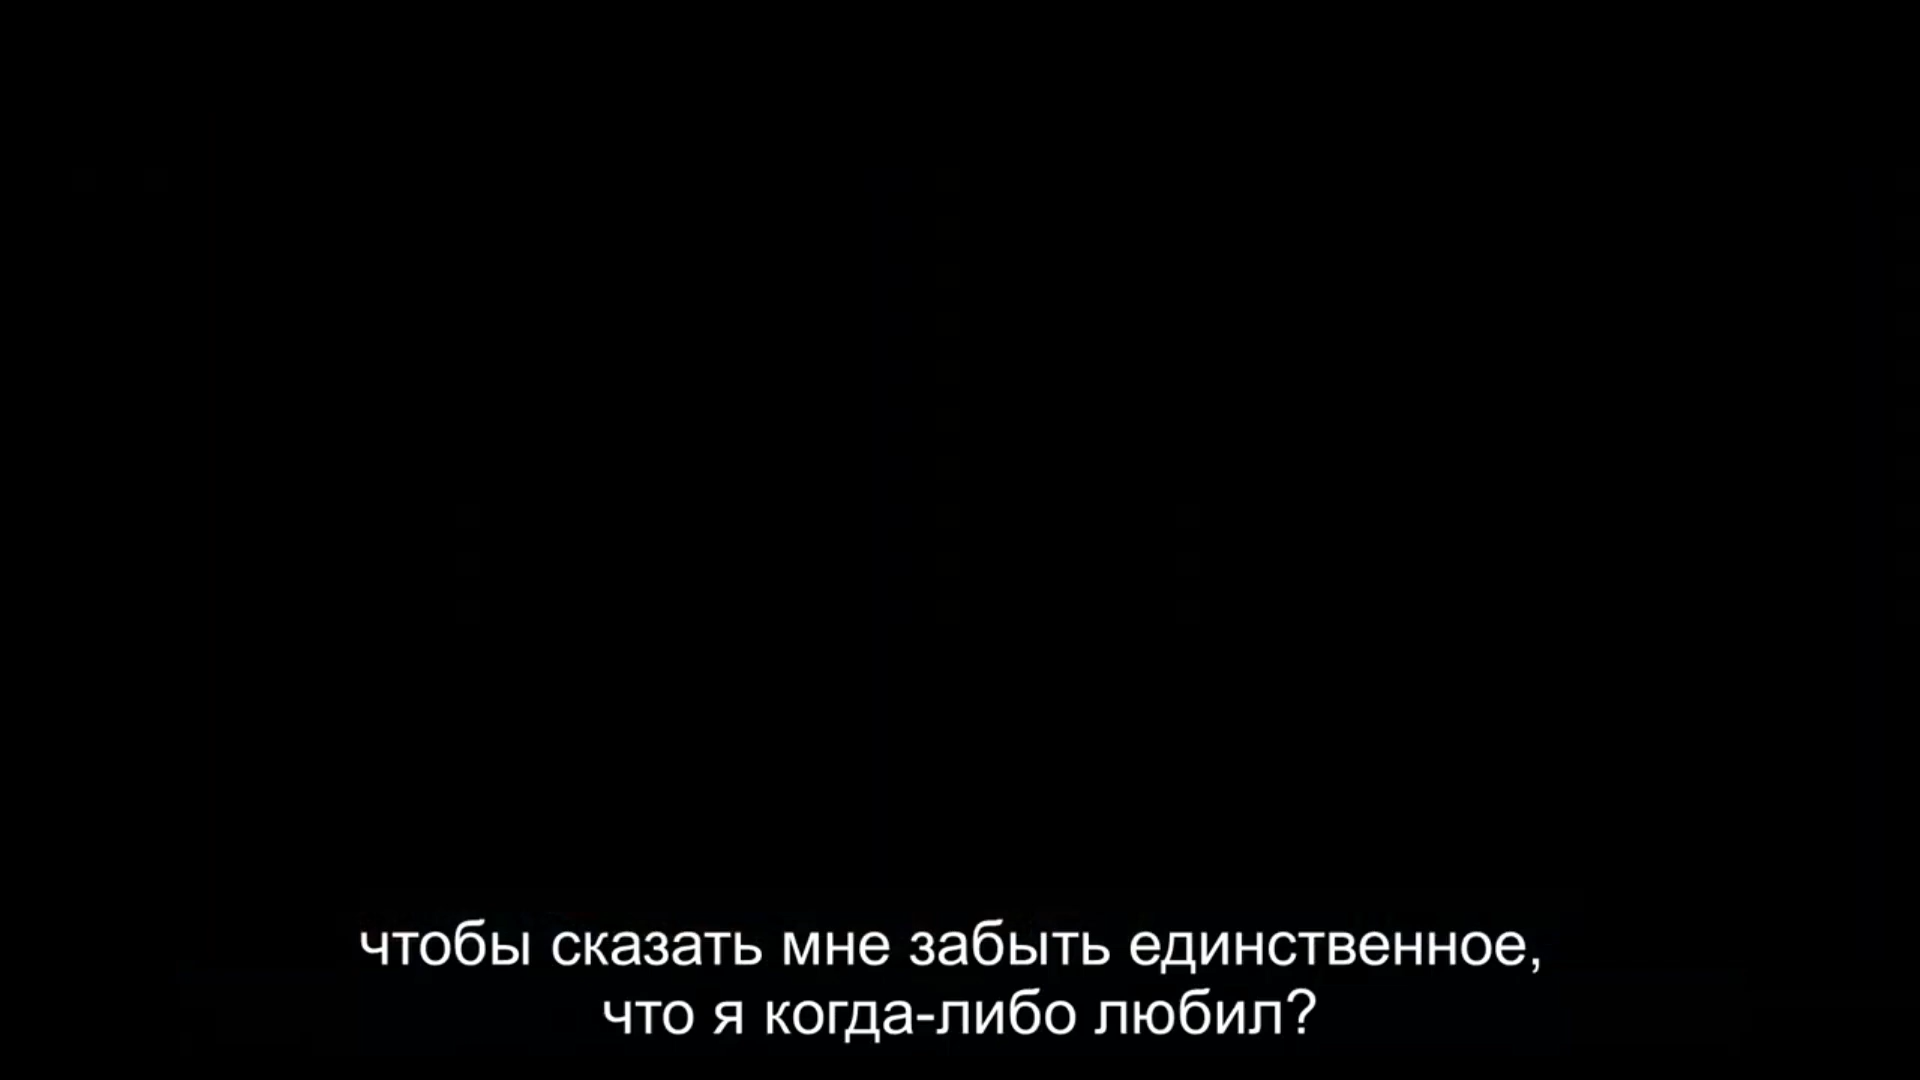 чтобы сказать мне забыть единственное,
что я когда-либо любил?